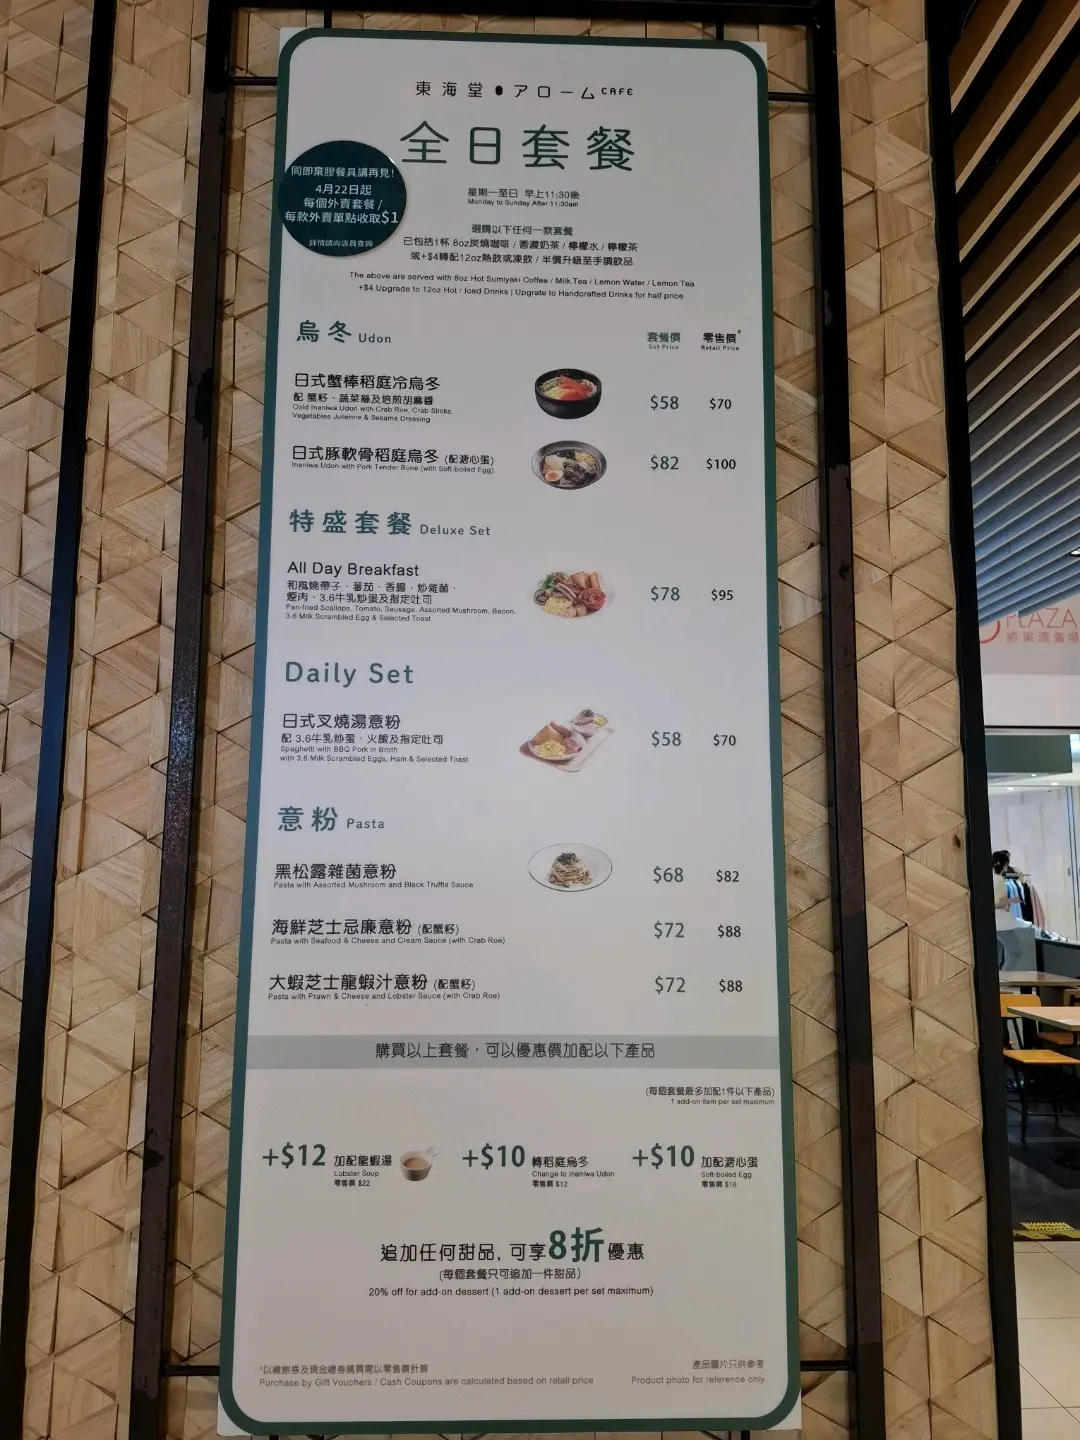 東海堂 アローム CAFE
全日套餐
同即棄膠餐具講再見!
4月22日起
每個外賣套餐 /
每款外賣單點收取$1
詳情請向店員查詢
星期一至日 早上11:30後
Monday to Sunday After 11:30am
選購以下任何一款套餐
已包括1杯 8oz炭燒咖啡 / 香濃奶茶 / 檸檬水 / 檸檬茶
或+$4轉配12oz熱飲或凍飲 / 半價升級至手調飲品
The above are served with 8oz Hot Sumiyaki Coffee / Milk Tea / Lemon Water / Lemon Tea
+$4 Upgrade to 12oz Hot / Iced Drinks | Upgrate to Handcrafted Drinks for half price
烏冬 Udon
套餐價 零售價*
Set Price Retail Price
日式蟹棒稻庭冷烏冬
配 蟹籽、蔬菜絲及焙煎胡麻醬
Cold Inaniwa Udon with Crab Roe, Crab Sticks,
Vegetables Julienne & Sesame Dressing
$58 $70
日式豚軟骨稻庭烏冬 (配溏心蛋)
Inaniwa Udon with Pork Tender Bone (with Soft-boiled Egg)
$82 $100
特盛套餐 Deluxe Set
All Day Breakfast
和風燒帶子、蕃茄、香腸、炒雜菌、
煙肉、3.6牛乳炒蛋及指定吐司
Pan-fried Scallops, Tomato, Sausage, Assorted Mushroom, Bacon,
3.6 Milk Scrambled Egg & Selected Toast
$78 $95
Daily Set
日式叉燒湯意粉
配 3.6牛乳炒蛋、火腿及指定吐司
Spaghetti with BBQ Pork in Broth
with 3.6 Milk Scrambled Eggs, Ham & Selected Toast
$58 $70
意粉 Pasta
黑松露雜菌意粉
Pasta with Assorted Mushroom and Black Truffle Sauce
$68 $82
海鮮芝士忌廉意粉 (配蟹籽)
Pasta with Seafood & Cheese and Cream Sauce (with Crab Roe)
$72 $88
大蝦芝士龍蝦汁意粉 (配蟹籽)
Pasta with Prawn & Cheese and Lobster Sauce (with Crab Roe)
$72 $88
購買以上套餐，可以優惠價加配以下產品
(每個套餐最多加配1件以下產品)
1 add-on item per set maximum
+$12 加配龍蝦湯
Lobster Soup
零售價 $22
+$10 轉稻庭烏冬
Change to Inaniwa Udon
零售價 $12
+$10 加配溏心蛋
Soft-boiled Egg
零售價 $16
追加任何甜品, 可享8折優惠
(每個套餐只可追加一件甜品)
20% off for add-on dessert (1 add-on dessert per set maximum)
*以禮餅券及現金禮券購買需以零售價計算
Purchase by Gift Vouchers / Cash Coupons are calculated based on retail price
產品圖片只供參考
Product photo for reference only
PLAZA